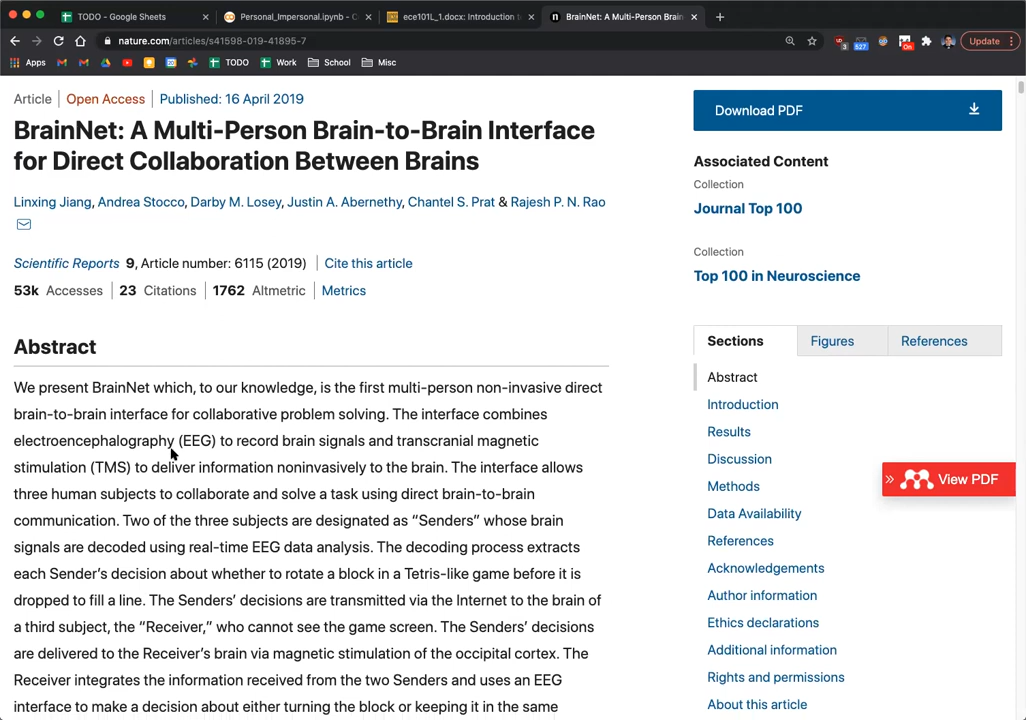 TODO - Google Sheets
Personal_Impersonal.ipynb - C
ece101L_1.docx: Introduction t
BrainNet: A Multi-Person Brain
nature.com/articles/s41598-019-41895-7
3
527
On
Update
Apps
TODO
Work
School
Misc
Article
Open Access
Published: 16 April 2019
BrainNet: A Multi-Person Brain-to-Brain Interface
for Direct Collaboration Between Brains
Linxing Jiang, Andrea Stocco, Darby M. Losey, Justin A. Abernethy, Chantel S. Prat & Rajesh P. N. Rao
Scientific Reports 9, Article number: 6115 (2019)
Cite this article
53k Accesses
23 Citations
1762 Altmetric
Metrics
Abstract
We present BrainNet which, to our knowledge, is the first multi-person non-invasive direct
brain-to-brain interface for collaborative problem solving. The interface combines
electroencephalography (EEG) to record brain signals and transcranial magnetic
stimulation (TMS) to deliver information noninvasively to the brain. The interface allows
three human subjects to collaborate and solve a task using direct brain-to-brain
communication. Two of the three subjects are designated as “Senders” whose brain
signals are decoded using real-time EEG data analysis. The decoding process extracts
each Sender’s decision about whether to rotate a block in a Tetris-like game before it is
dropped to fill a line. The Senders’ decisions are transmitted via the Internet to the brain of
a third subject, the “Receiver,” who cannot see the game screen. The Senders’ decisions
are delivered to the Receiver’s brain via magnetic stimulation of the occipital cortex. The
Receiver integrates the information received from the two Senders and uses an EEG
interface to make a decision about either turning the block or keeping it in the same
Download PDF
Associated Content
Collection
Journal Top 100
Collection
Top 100 in Neuroscience
Sections
Figures
References
Abstract
Introduction
Results
Discussion
Methods
Data Availability
References
Acknowledgements
Author information
Ethics declarations
Additional information
Rights and permissions
About this article
» View PDF